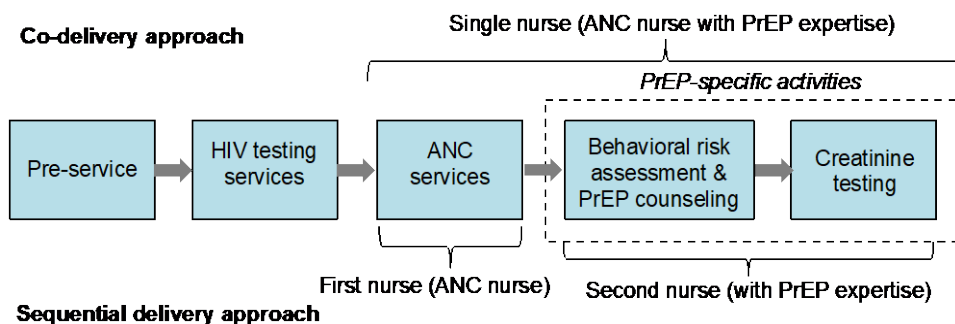 Co-delivery approach
Single nurse (ANC nurse with PrEP expertise)
PrEP-specific activities
Pre-service
HIV testing
services
ANC
services
Behavioral risk
assessment &
PrEP counseling
Creatinine
testing
First nurse (ANC nurse)
Second nurse (with PrEP expertise)
Sequential delivery approach